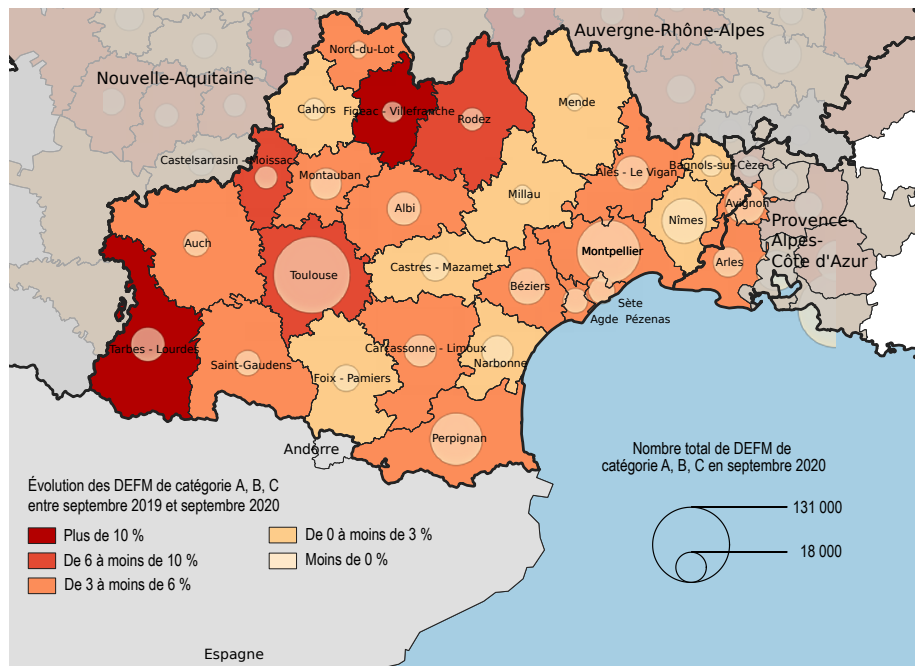 Auvergne-Rhône-Alpes
Nord-du-Lot
Nouvelle-Aquitaine
Cahors
Figeac - Villefranche
Rodez
Mende
Castelsarrasin - Moissac
Montauban
Alès - Le Vigan
Bagnols-sur-Cèze
Millau
Albi
Avignon
Nîmes
Provence-
Alpes-
Côte d'Azur
Auch
Montpellier
Arles
Toulouse
Castres - Mazamet
Béziers
Sète
Agde Pézenas
Tarbes - Lourdes
Carcassonne - Limoux
Saint-Gaudens
Foix - Pamiers
Narbonne
Perpignan
Andorre
Nombre total de DEFM de
catégorie A, B, C en septembre 2020
131 000
18 000
Évolution des DEFM de catégorie A, B, C
entre septembre 2019 et septembre 2020
Plus de 10 %
De 6 à moins de 10 %
De 3 à moins de 6 %
De 0 à moins de 3 %
Moins de 0 %
Espagne